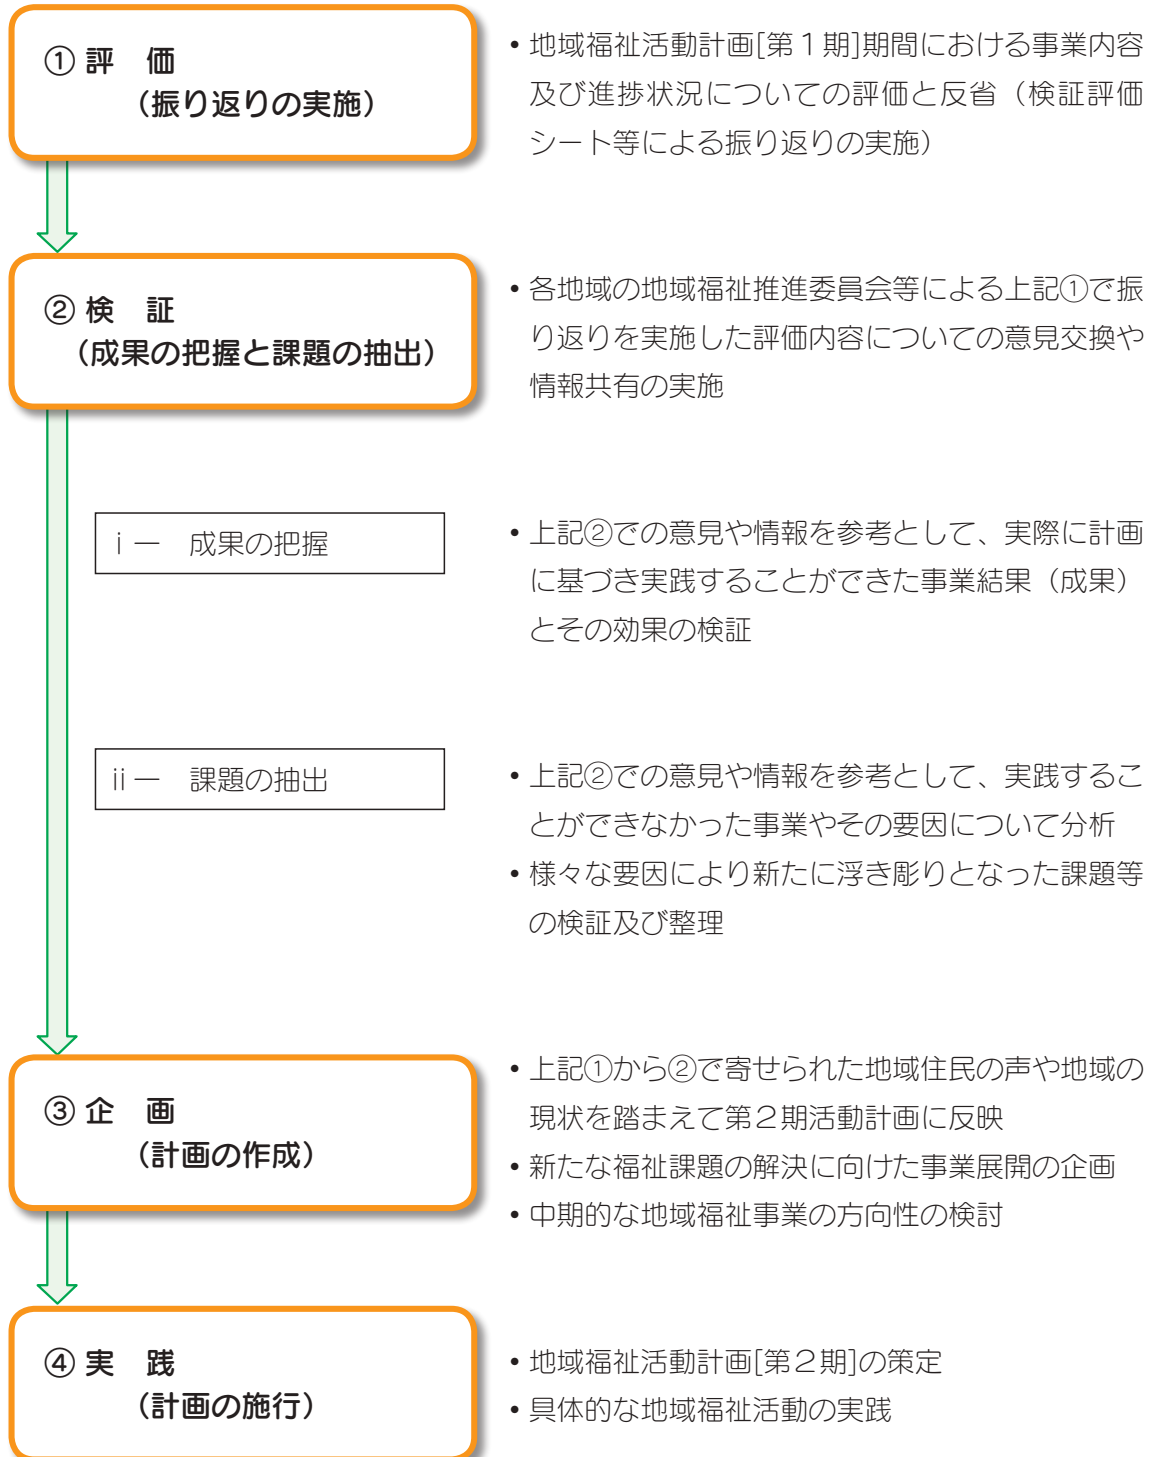 ① 評　価
（振り返りの実施）
• 地域福祉活動計画[第１期]期間における事業内容
及び進捗状況についての評価と反省（検証評価
シート等による振り返りの実施）
② 検　証
（成果の把握と課題の抽出）
• 各地域の地域福祉推進委員会等による上記①で振
り返りを実施した評価内容についての意見交換や
情報共有の実施
ⅰ ー　成果の把握
• 上記②での意見や情報を参考として、実際に計画
に基づき実践することができた事業結果（成果）
とその効果の検証
ⅱ ー　課題の抽出
• 上記②での意見や情報を参考として、実践するこ
とができなかった事業やその要因について分析
• 様々な要因により新たに浮き彫りとなった課題等
の検証及び整理
③ 企　画
（計画の作成）
• 上記①から②で寄せられた地域住民の声や地域の
現状を踏まえて第２期活動計画に反映
• 新たな福祉課題の解決に向けた事業展開の企画
• 中期的な地域福祉事業の方向性の検討
④ 実　践
（計画の施行）
• 地域福祉活動計画[第２期]の策定
• 具体的な地域福祉活動の実践